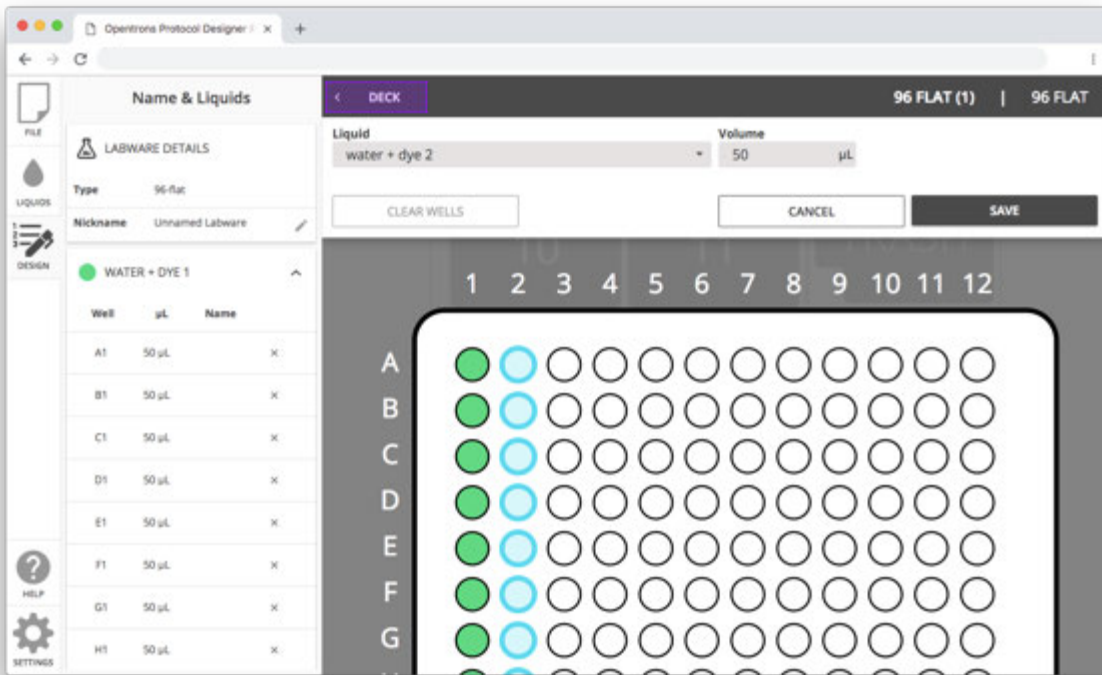 Opentrons Protocol Designer
Name & Liquids
FILE
LIQUIDS
DESIGN
HELP
SETTINGS
LABWARE DETAILS
Type 96-flat
Nickname Unnamed Labware
WATER + DYE 1
Well µL Name
A1 50 µL ×
B1 50 µL ×
C1 50 µL ×
D1 50 µL ×
E1 50 µL ×
F1 50 µL ×
G1 50 µL ×
H1 50 µL ×
< DECK 96 FLAT (1) | 96 FLAT
Liquid Volume
water + dye 2 50 µL
CLEAR WELLS CANCEL SAVE
10 11 TRASH
1 2 3 4 5 6 7 8 9 10 11 12
A
B
C
D
E
F
G